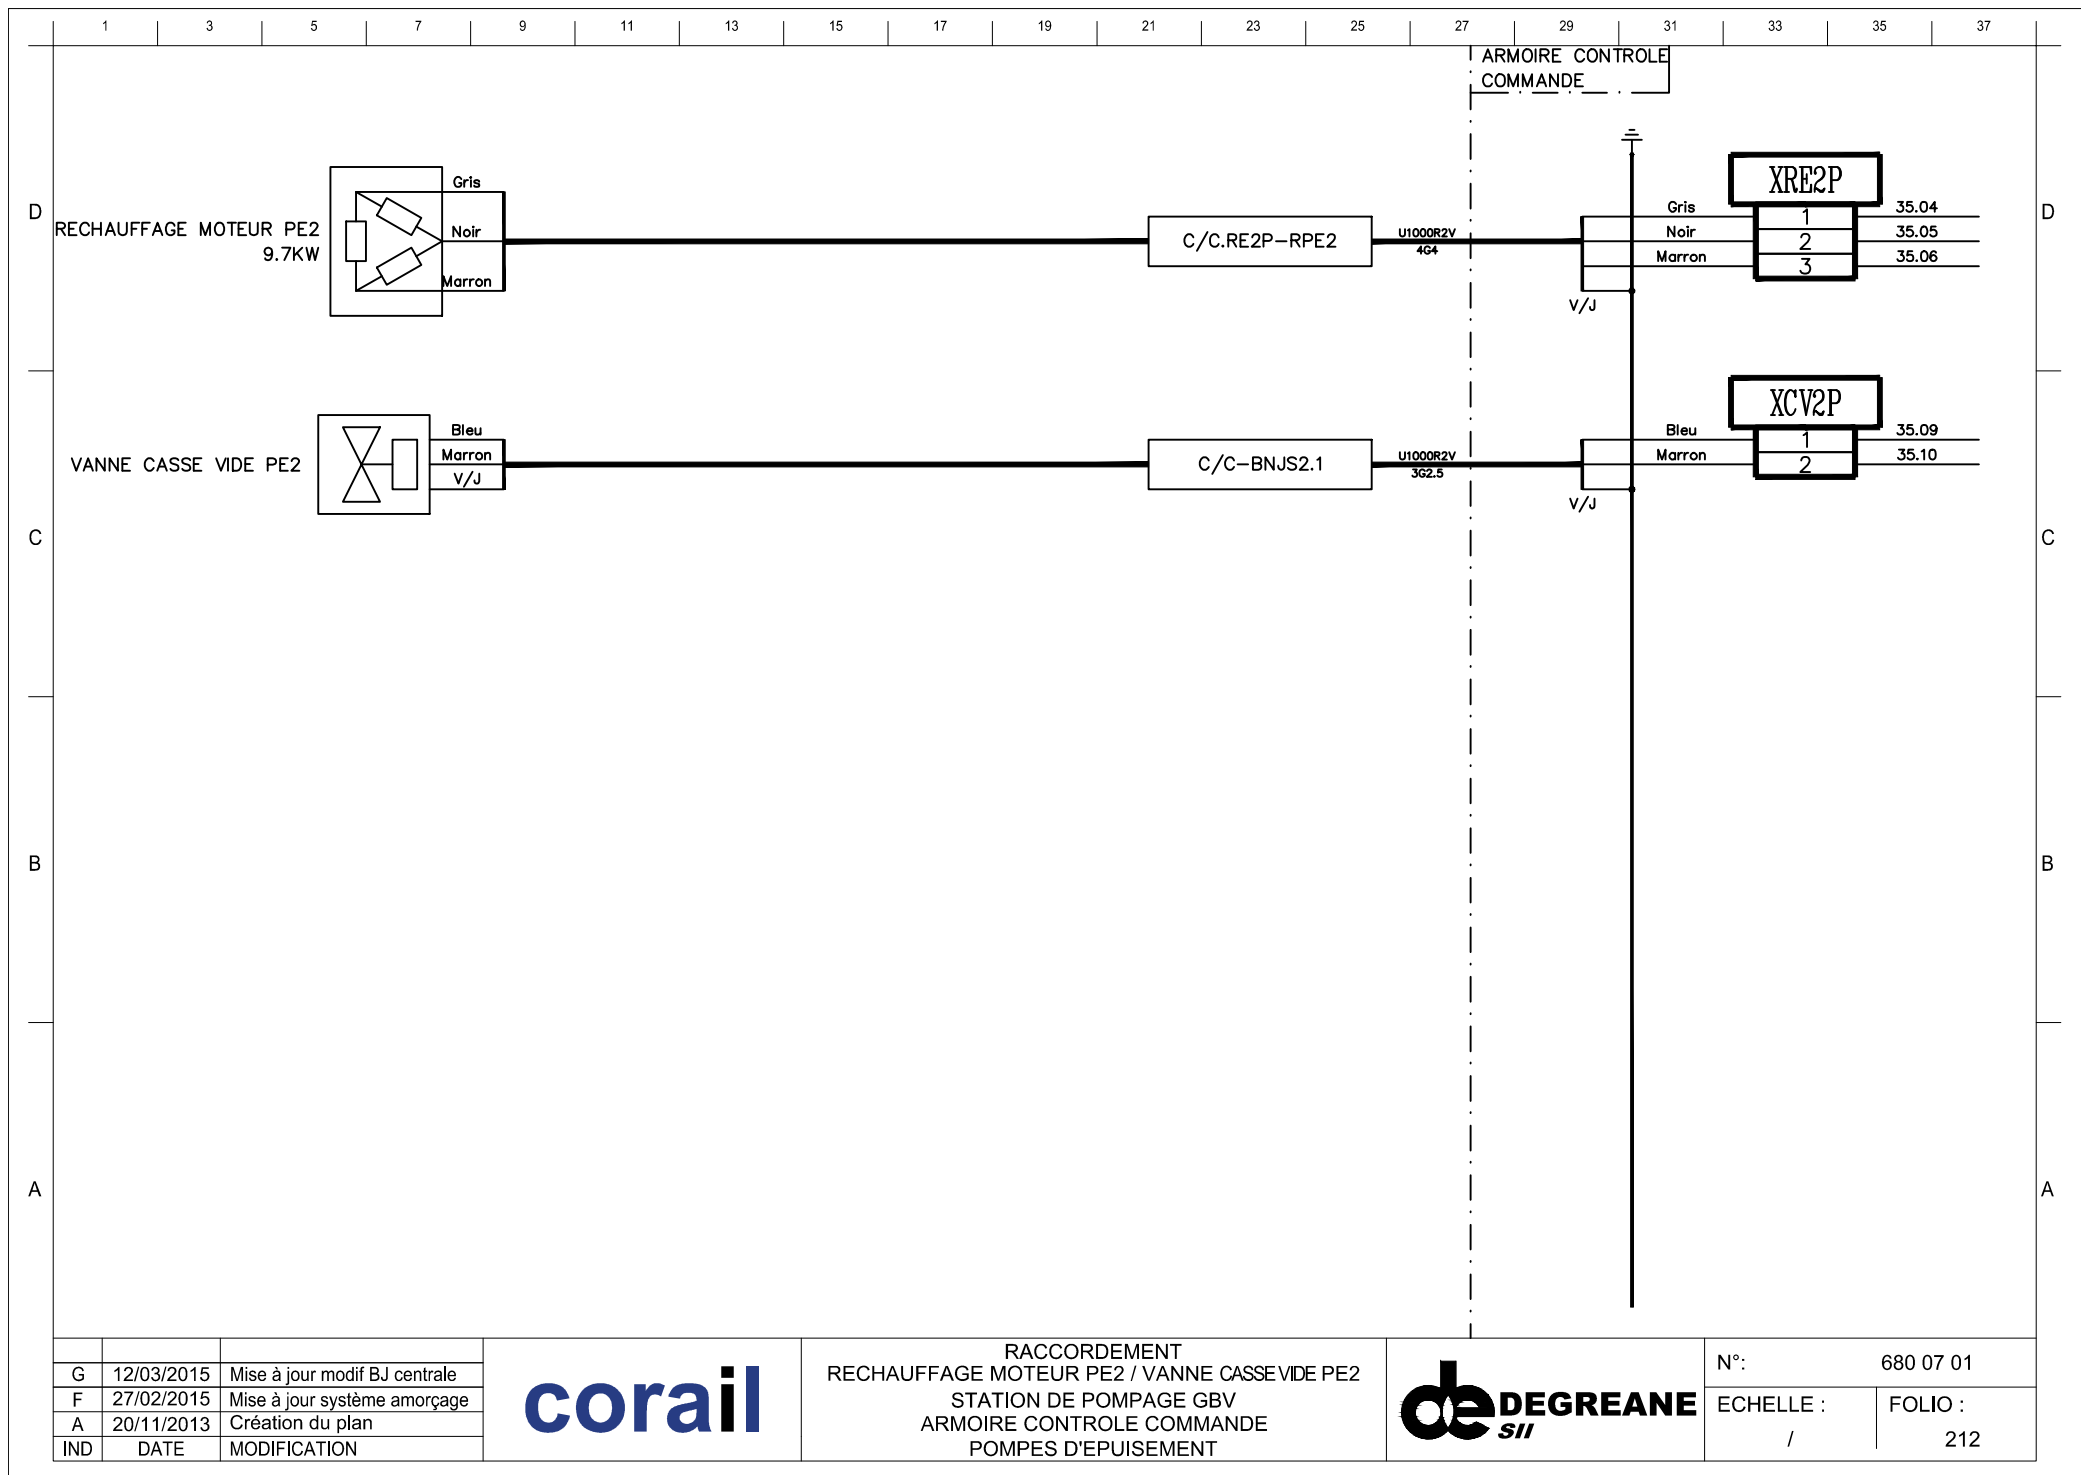 1 3 5 7 9 11 13 15 17 19 21 23 25 27 29 31 33 35 37
ARMOIRE CONTROLE
COMMANDE
D
D
RECHAUFFAGE MOTEUR PE2
9.7KW
Gris
Noir
Marron
C/C.RE2P-RPE2
U1000R2V
4G4
V/J
Gris
Noir
Marron
XRE2P
1
2
3
35.04
35.05
35.06
VANNE CASSE VIDE PE2
Bleu
Marron
V/J
C/C-BNJS2.1
U1000R2V
3G2.5
V/J
Bleu
Marron
XCV2P
1
2
35.09
35.10
C
C
B
B
A
A
G 12/03/2015 Mise à jour modif BJ centrale
F 27/02/2015 Mise à jour système amorçage
A 20/11/2013 Création du plan
IND DATE MODIFICATION
corail
RACCORDEMENT
RECHAUFFAGE MOTEUR PE2 / VANNE CASSE VIDE PE2
STATION DE POMPAGE GBV
ARMOIRE CONTROLE COMMANDE
POMPES D'EPUISEMENT
de DEGREANE
SII
N°: 680 07 01
ECHELLE :
/
FOLIO :
212